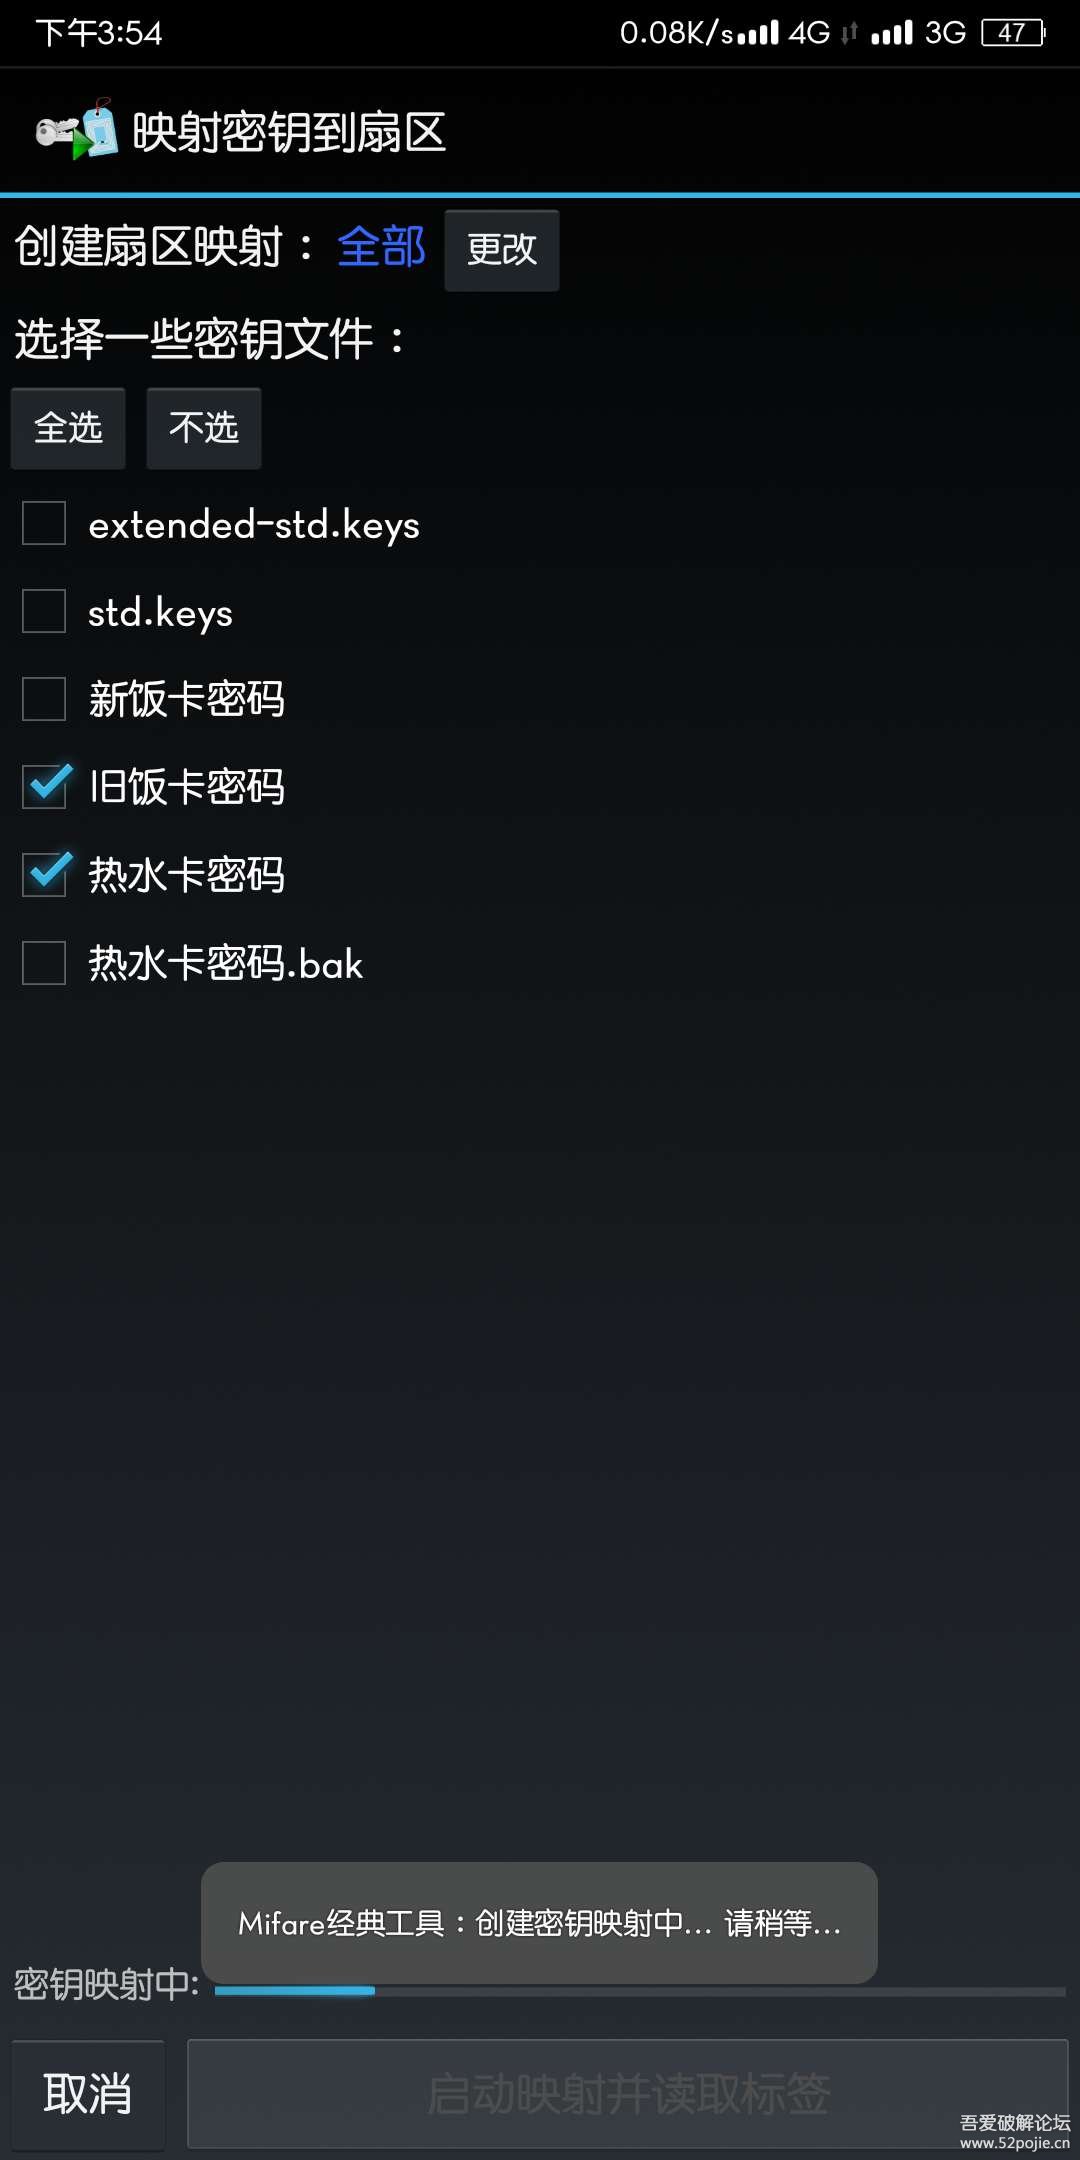 下午3:54
0.08K/s 4G 3G 47
映射密钥到扇区
创建扇区映射： 全部 更改
选择一些密钥文件：
全选 不选
extended-std.keys
std.keys
新饭卡密码
旧饭卡密码
热水卡密码
热水卡密码.bak
Mifare经典工具：创建密钥映射中... 请稍等...
密钥映射中:
取消 启动映射并读取标签
吾爱破解论坛
www.52pojie.cn